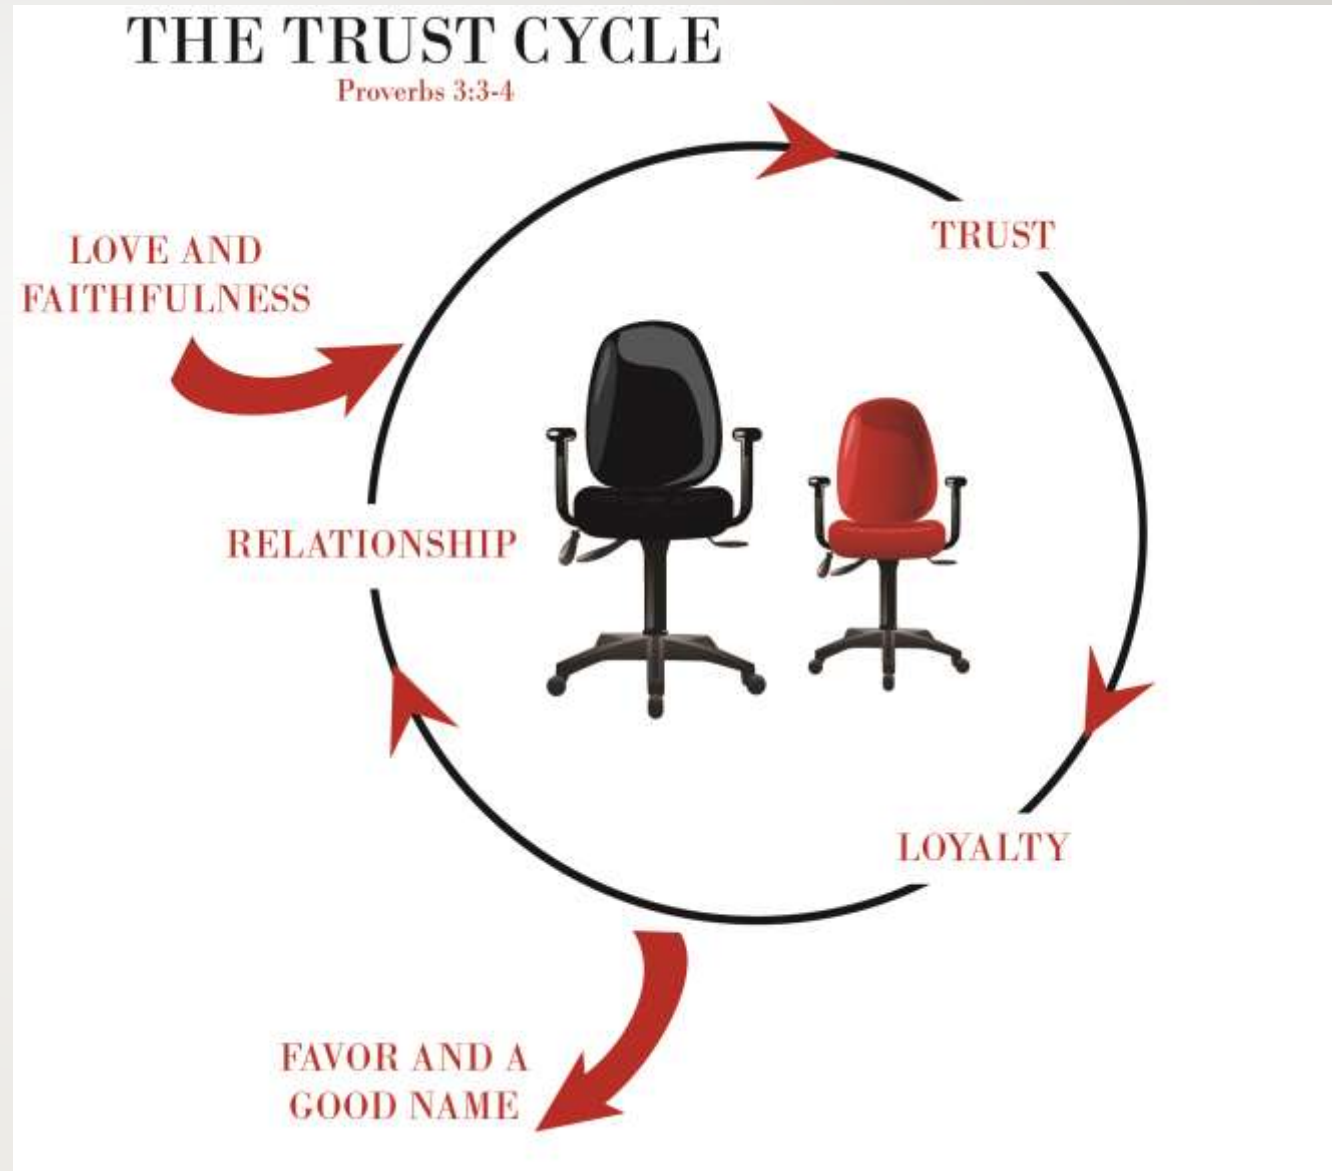 THE TRUST CYCLE
Proverbs 3:3-4
TRUST
LOVE AND
FAITHFULNESS
RELATIONSHIP
LOYALTY
FAVOR AND A
GOOD NAME